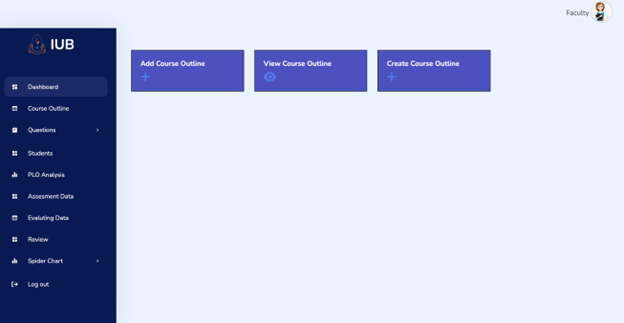 Faculty
IUB
Dashboard
Course Outline
Questions
Students
PLO Analysis
Assesment Data
Evaluting Data
Review
Spider Chart
Log out
Add Course Outline
View Course Outline
Create Course Outline